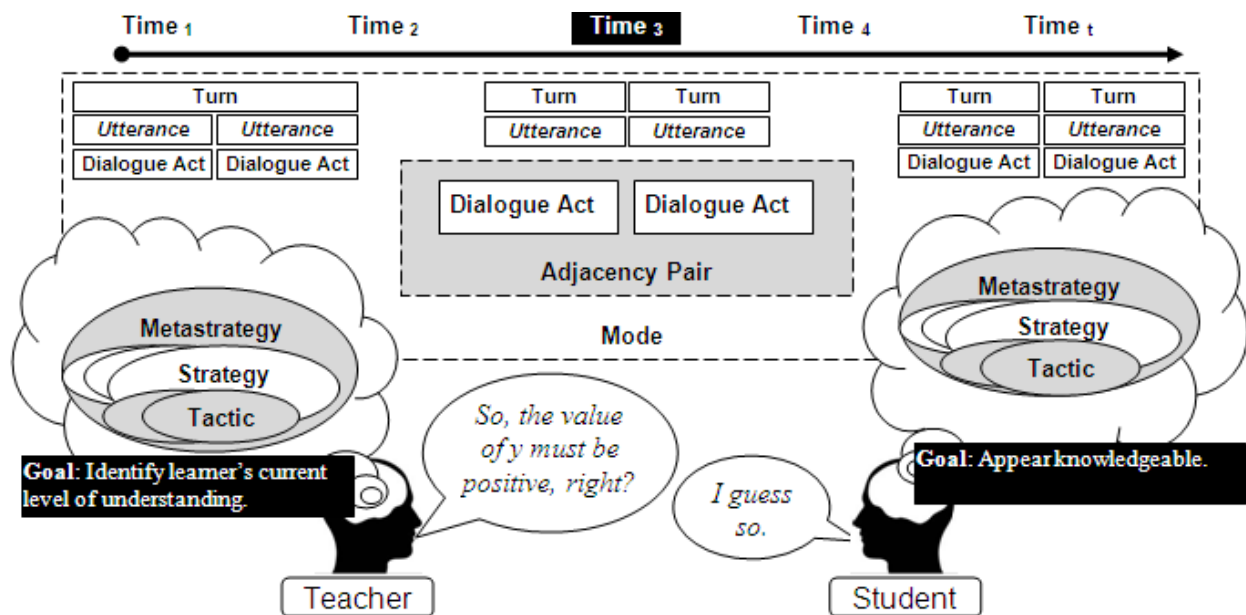 Time 1 Time 2 Time 3 Time 4 Time t
Turn Turn Turn Turn Turn
Utterance Utterance Utterance Utterance Utterance Utterance
Dialogue Act Dialogue Act Dialogue Act Dialogue Act
Dialogue Act Dialogue Act
Adjacency Pair
Mode
Metastrategy
Strategy
Tactic
Metastrategy
Strategy
Tactic
Goal: Identify learner's current
level of understanding.
So, the value
of y must be
positive, right?
I guess
so.
Goal: Appear knowledgeable.
Teacher
Student